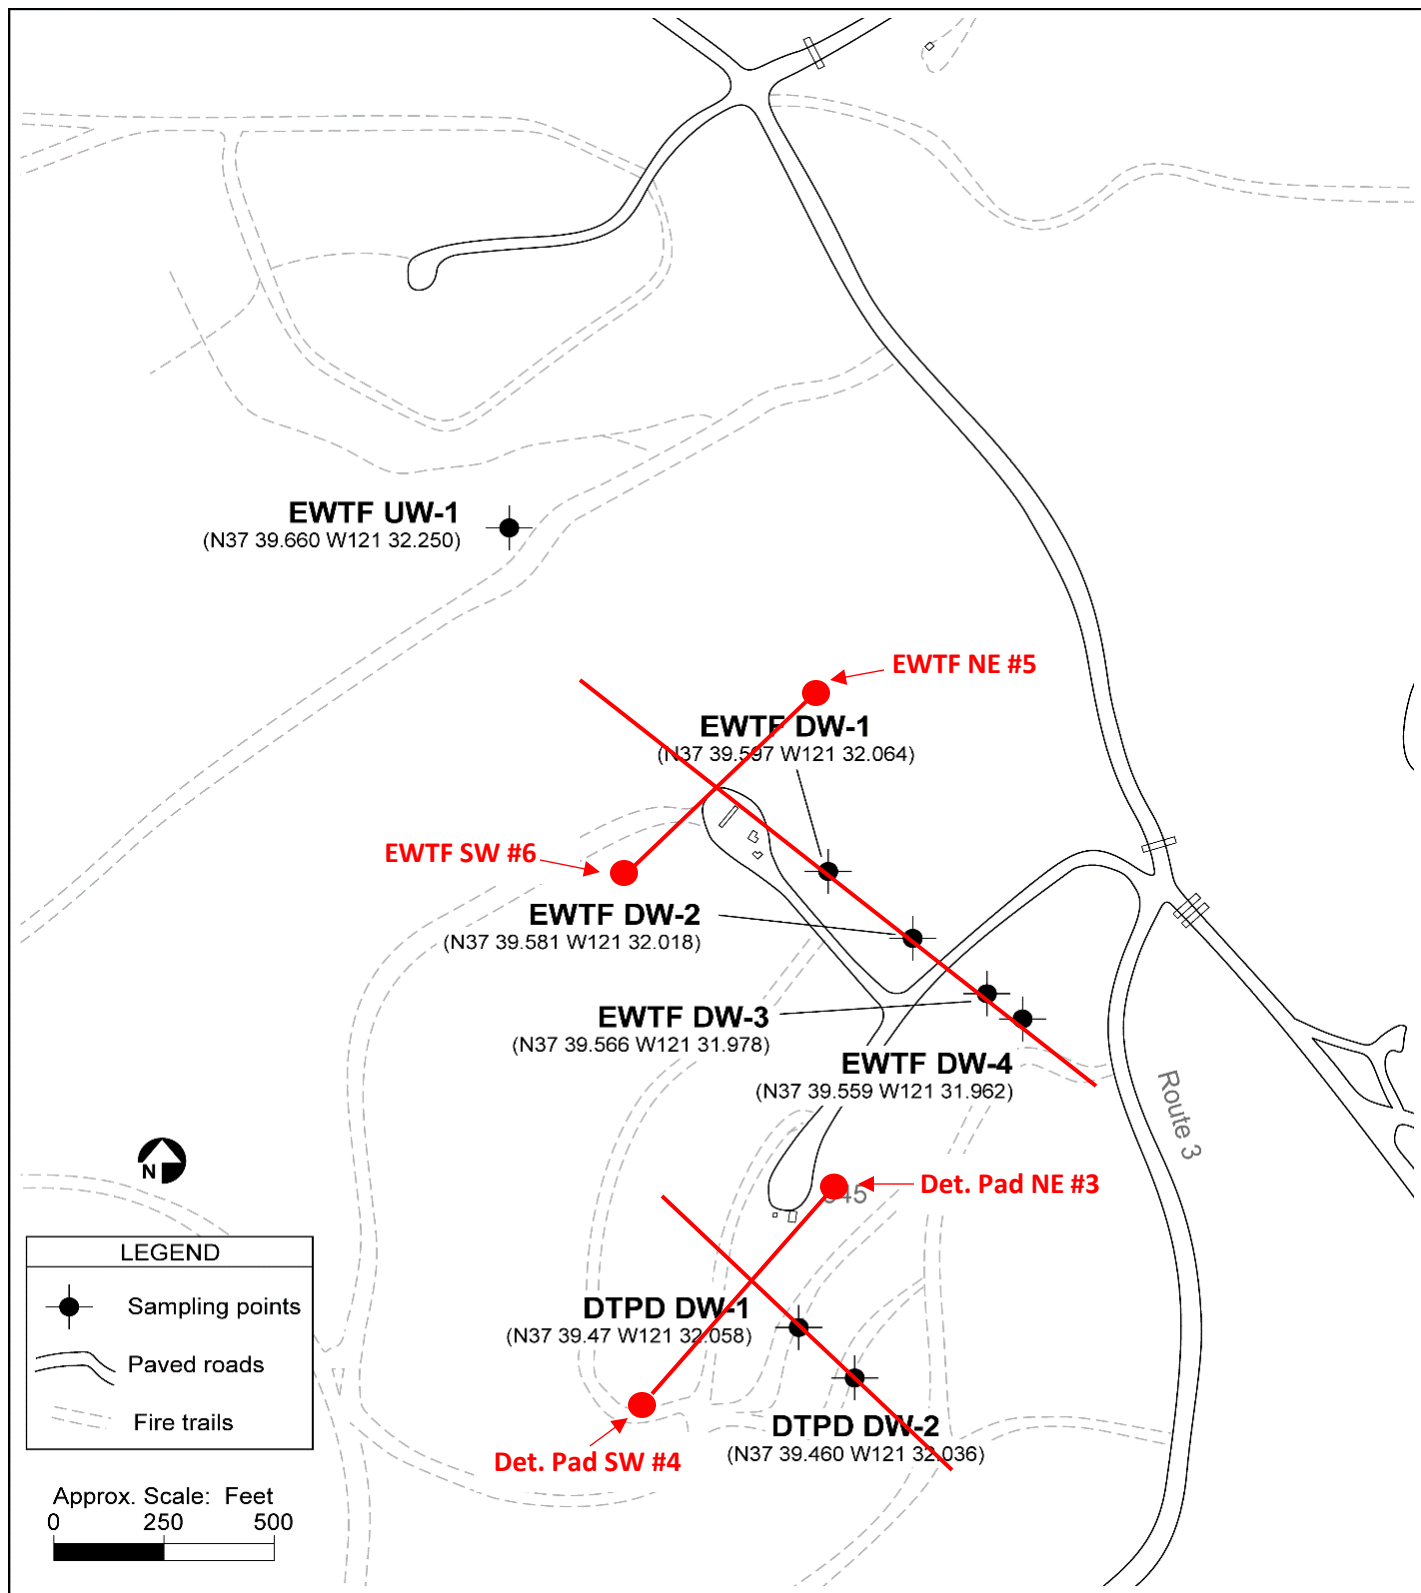 EWTF UW-1
(N37 39.660 W121 32.250)
EWTF NE #5
EWTF DW-1
(N37 39.597 W121 32.064)
EWTF SW #6
EWTF DW-2
(N37 39.581 W121 32.018)
EWTF DW-3
(N37 39.566 W121 31.978)
EWTF DW-4
(N37 39.559 W121 31.962)
Route 3
N
Det. Pad NE #3
845
LEGEND
Sampling points
Paved roads
Fire trails
DTPD DW-1
(N37 39.47 W121 32.058)
DTPD DW-2
(N37 39.460 W121 32.036)
Det. Pad SW #4
Approx. Scale: Feet
0 250 500